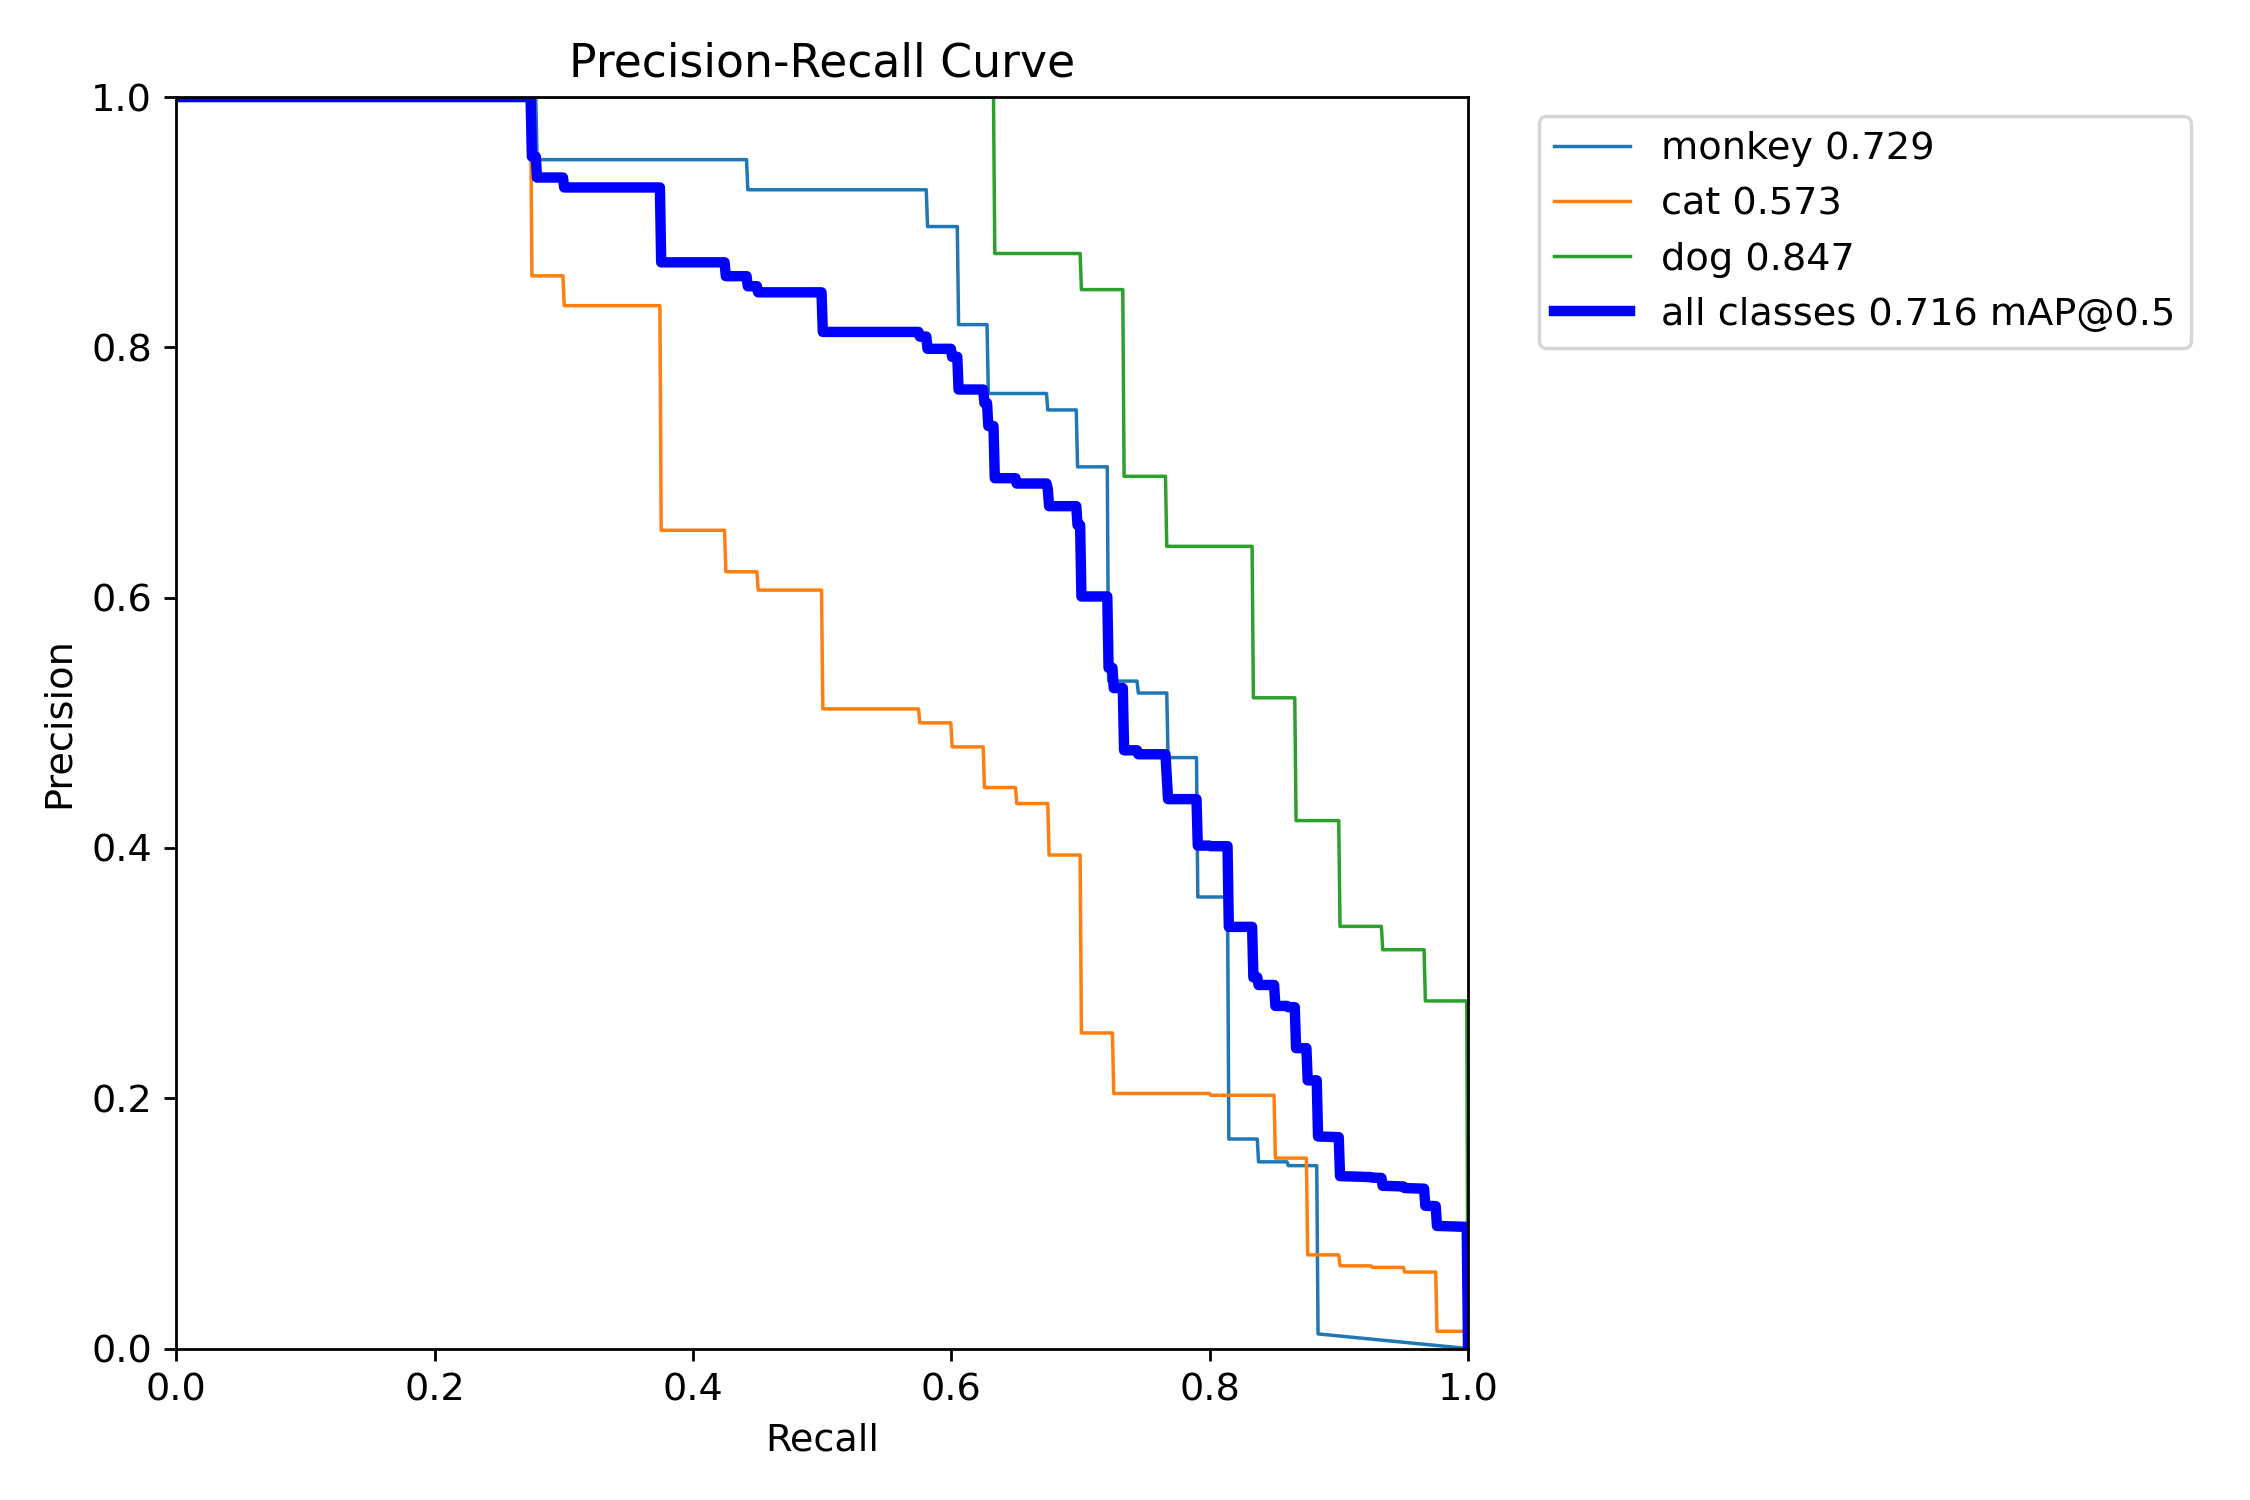 Precision-Recall Curve
1.0
0.8
0.6
0.4
0.2
0.0
Precision
0.0 0.2 0.4 0.6 0.8 1.0
Recall
monkey 0.729
cat 0.573
dog 0.847
all classes 0.716 mAP@0.5